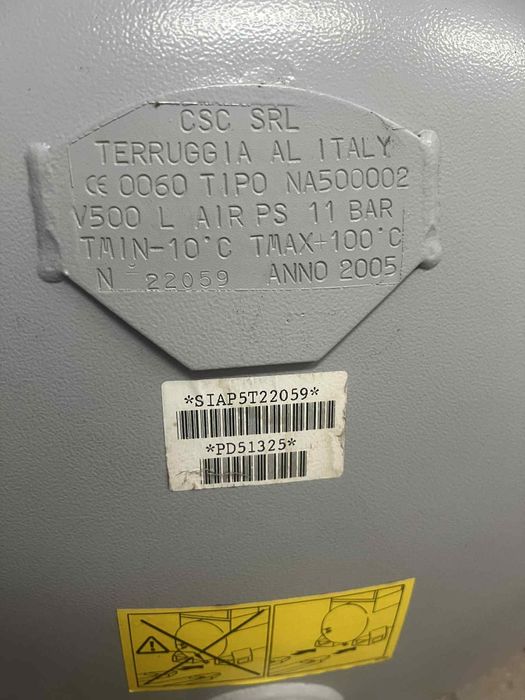 CSC SRL
TERRUGGIA AL ITALY
CE 0060 TIPO NA500002
V500 L AIR PS 11 BAR
TMIN-10°C TMAX+100°C
N° 22059 ANNO 2005
*SIAP5T22059*
*PD51325*